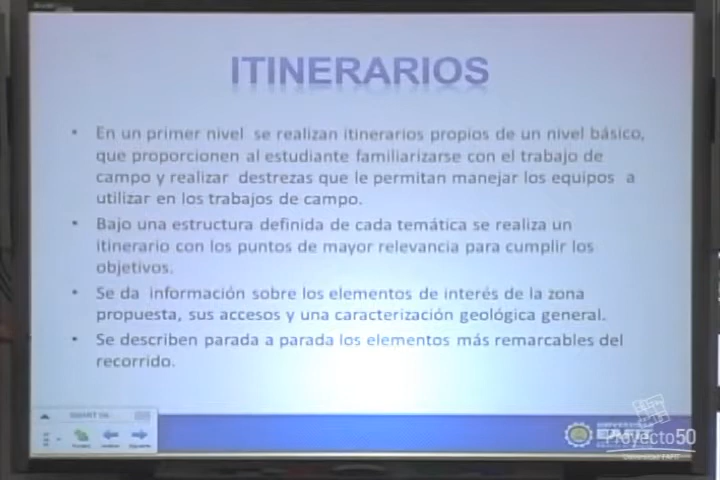 ITINERARIOS
• En un primer nivel se realizan itinerarios propios de un nivel básico,
que proporcionen al estudiante familiarizarse con el trabajo de
campo y realizar destrezas que le permitan manejar los equipos a
utilizar en los trabajos de campo.
• Bajo una estructura definida de cada temática se realiza un
itinerario con los puntos de mayor relevancia para cumplir los
objetivos.
• Se da información sobre los elementos de interés de la zona
propuesta, sus accesos y una caracterización geológica general.
• Se describen parada a parada los elementos más remarcables del
recorrido.
Proyecto50
Universidad EAFIT